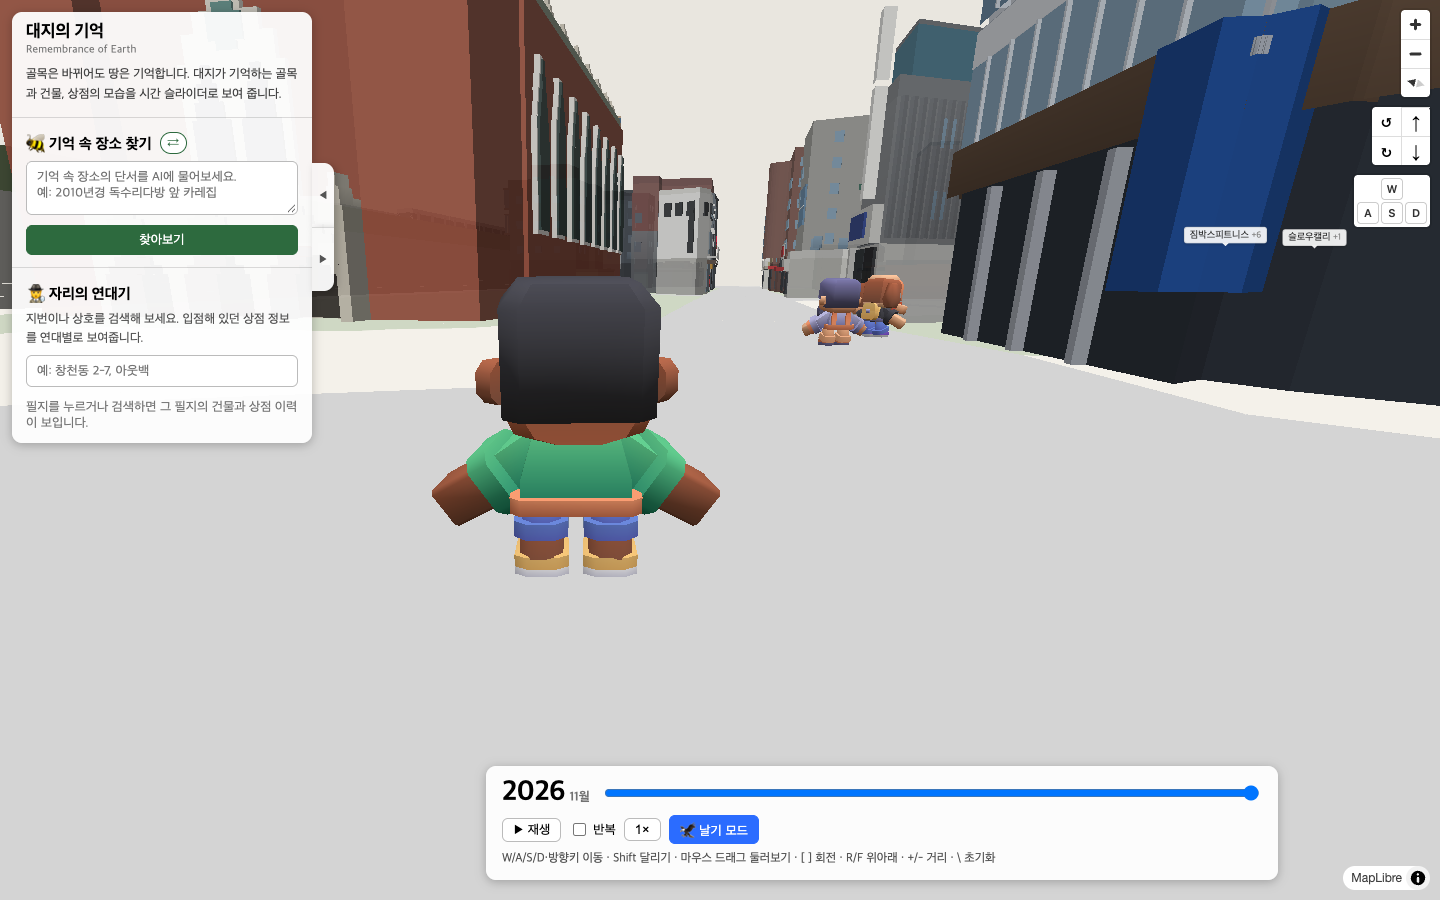 대지의 기억
Remembrance of Earth
골목은 바뀌어도 땅은 기억합니다. 대지가 기억하는 골목
과 건물, 상점의 모습을 시간 슬라이더로 보여 줍니다.
기억 속 장소 찾기
기억 속 장소의 단서를 AI에 물어보세요.
예: 2010년경 독수리다방 앞 카레집
찾아보기
자리의 연대기
지번이나 상호를 검색해 보세요. 입점해 있던 상점 정보
를 연대별로 보여줍니다.
예: 창천동 2-7, 아웃백
필지를 누르거나 검색하면 그 필지의 건물과 상점 이력
이 보입니다.
W
A S D
짐박스피트니스 +6
슬로우캘리 +1
2026 11월
재생 반복 1× 날기 모드
W/A/S/D·방향키 이동 · Shift 달리기 · 마우스 드래그 둘러보기 · [ ] 회전 · R/F 위아래 · +/- 거리 · \ 초기화
MapLibre